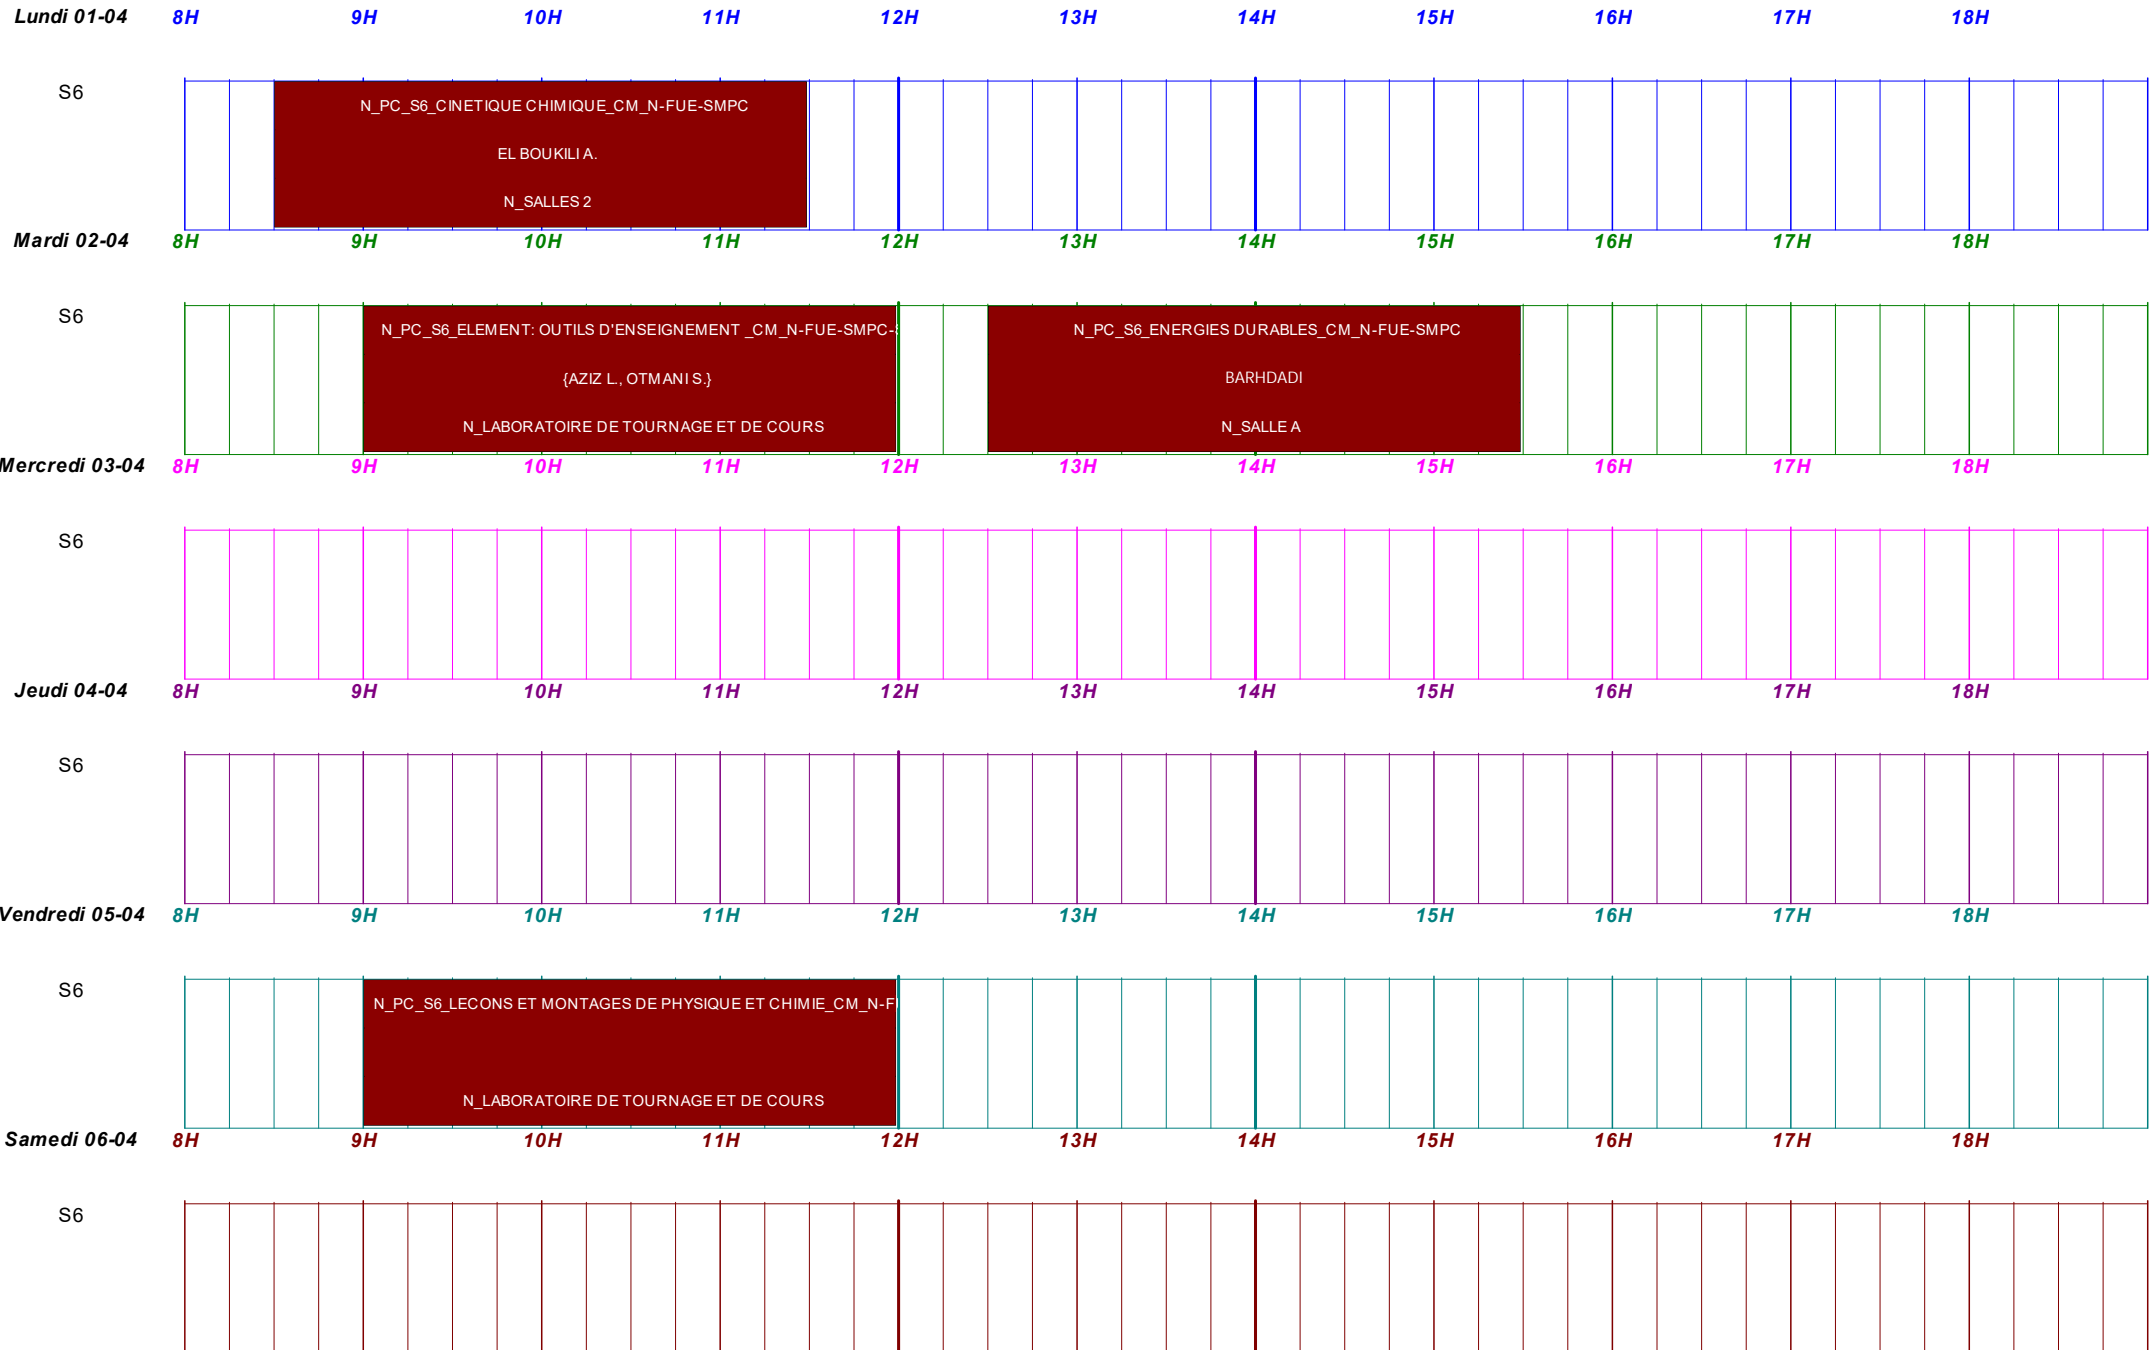 Lundi 01-04 8H 9H 10H 11H 12H 13H 14H 15H 16H 17H 18H
S6
N_PC_S6_CINETIQUE CHIMIQUE_CM_N-FUE-SMPC
EL BOUKILI A.
N_SALLES 2
Mardi 02-04 8H 9H 10H 11H 12H 13H 14H 15H 16H 17H 18H
S6
N_PC_S6_ELEMENT: OUTILS D'ENSEIGNEMENT _CM_N-FUE-SMPC-
{AZIZ L., OTMANI S.}
N_LABORATOIRE DE TOURNAGE ET DE COURS
N_PC_S6_ENERGIES DURABLES_CM_N-FUE-SMPC
BARHDADI
N_SALLE A
Mercredi 03-04 8H 9H 10H 11H 12H 13H 14H 15H 16H 17H 18H
S6
Jeudi 04-04 8H 9H 10H 11H 12H 13H 14H 15H 16H 17H 18H
S6
Vendredi 05-04 8H 9H 10H 11H 12H 13H 14H 15H 16H 17H 18H
S6
N_PC_S6_LECONS ET MONTAGES DE PHYSIQUE ET CHIMIE_CM_N-F
N_LABORATOIRE DE TOURNAGE ET DE COURS
Samedi 06-04 8H 9H 10H 11H 12H 13H 14H 15H 16H 17H 18H
S6